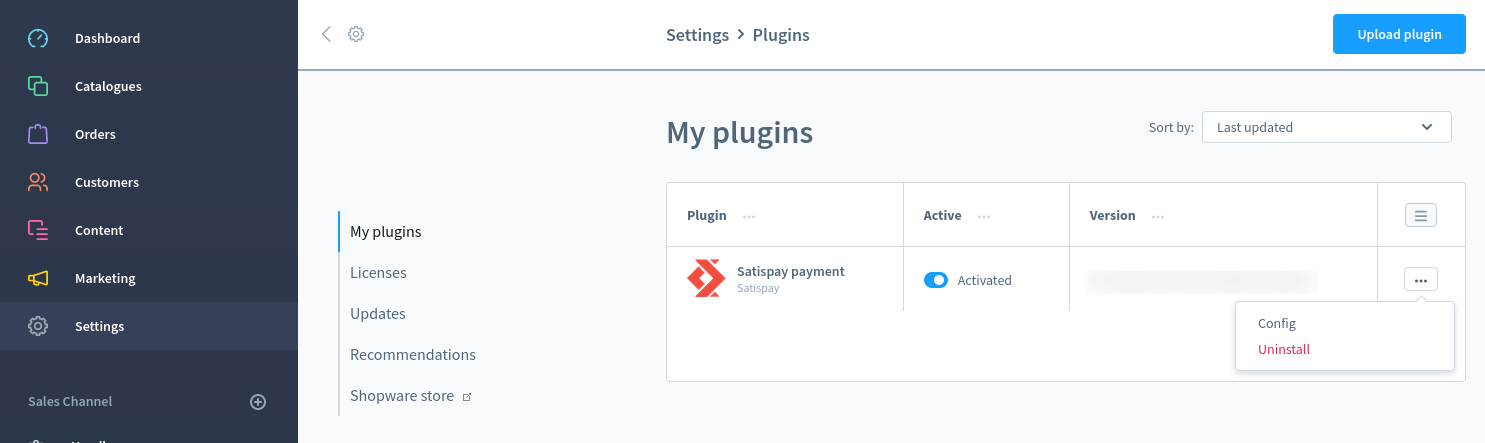 Dashboard
Catalogues
Orders
Customers
Content
Marketing
Settings
Sales Channel
Settings > Plugins
Upload plugin
My plugins
Licenses
Updates
Recommendations
Shopware store
My plugins
Sort by: Last updated
Plugin ... Active ... Version ...
Satispay payment
Satispay
Activated
...
Config
Uninstall